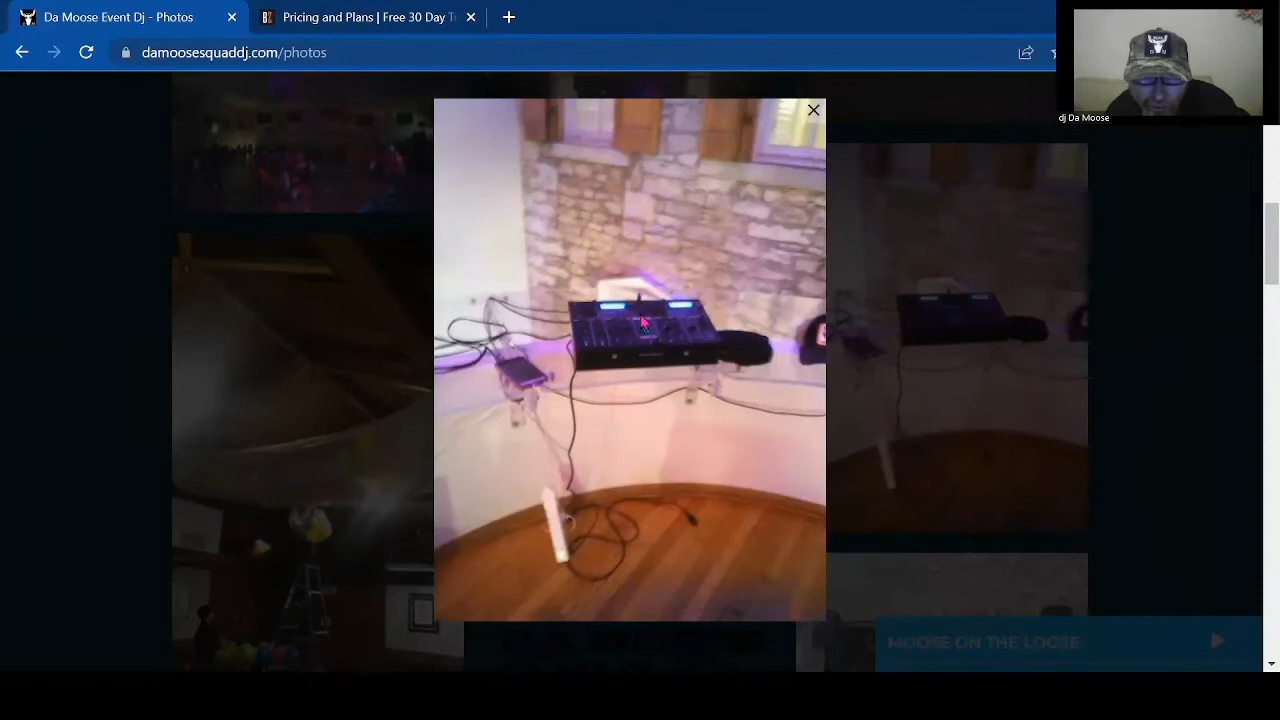 Da Moose Event Dj - Photos
Pricing and Plans | Free 30 Day T
damoosesquaddj.com/photos
dj Da Moose
MOOSE ON THE LOOSE